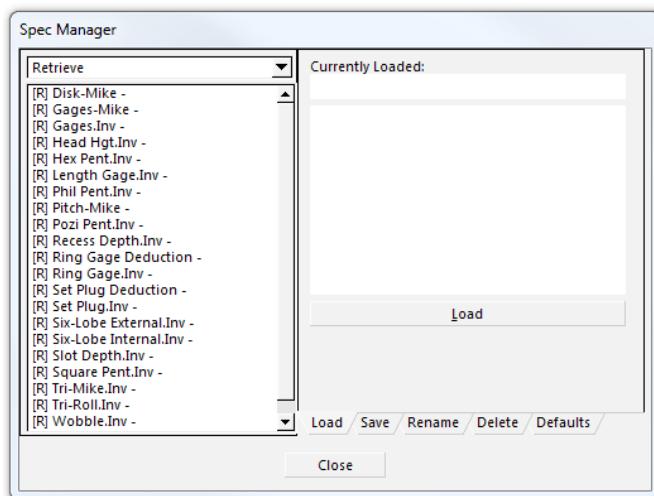 Spec Manager
Retrieve
[R] Disk-Mike -
[R] Gages-Mike -
[R] Gages.Inv -
[R] Head Hgt.Inv -
[R] Hex Pent.Inv -
[R] Length Gage.Inv -
[R] Phil Pent.Inv -
[R] Pitch-Mike -
[R] Pozi Pent.Inv -
[R] Recess Depth.Inv -
[R] Ring Gage Deduction -
[R] Ring Gage.Inv -
[R] Set Plug Deduction -
[R] Set Plug.Inv -
[R] Six-Lobe External.Inv -
[R] Six-Lobe Internal.Inv -
[R] Slot Depth.Inv -
[R] Square Pent.Inv -
[R] Tri-Mike.Inv -
[R] Tri-Roll.Inv -
[R] Wobble.Inv -
Currently Loaded:
Load
Load Save Rename Delete Defaults
Close